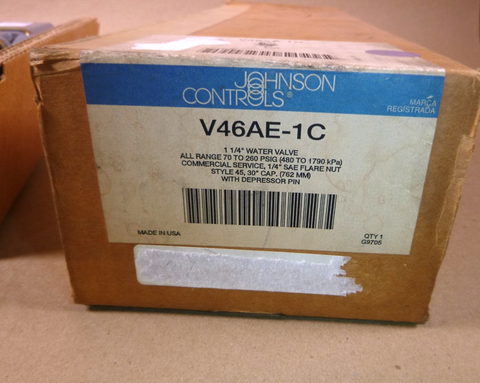 JOHNSON
CONTROLS®
MARCA
REGISTRADA
V46AE-1C
1 1/4" WATER VALVE
ALL RANGE 70 TO 260 PSIG (480 TO 1790 kPa)
COMMERCIAL SERVICE, 1/4" SAE FLARE NUT
STYLE 45, 30" CAP. (762 MM)
WITH DEPRESSOR PIN
MADE IN USA
QTY 1
G9705